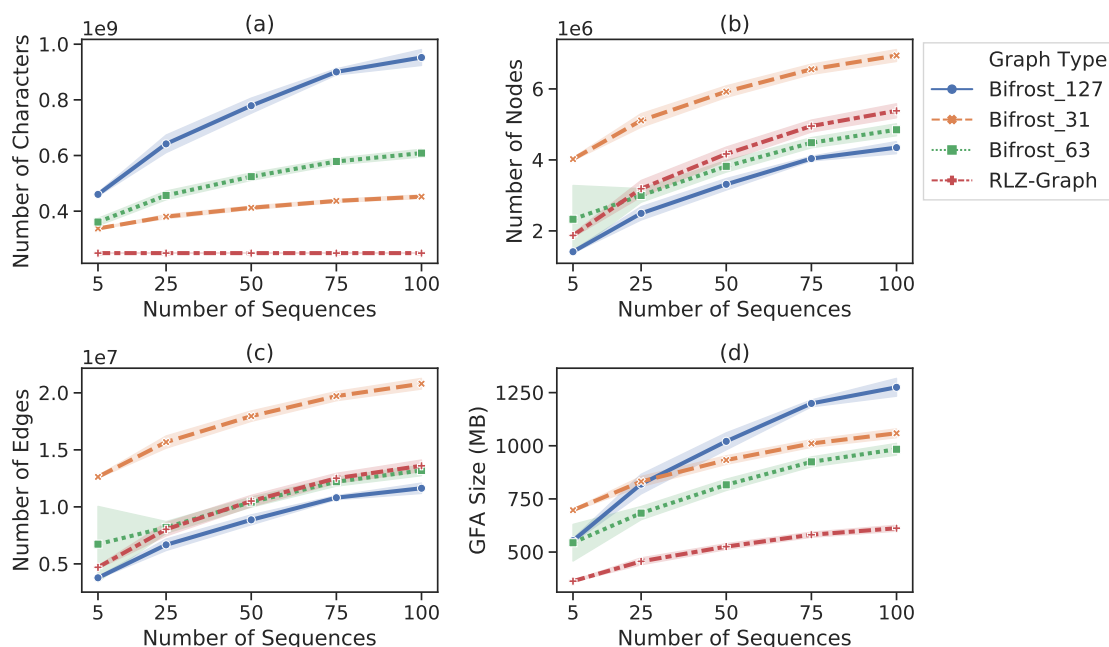 (a)
1e9
Number of Characters
1.0
0.8
0.6
0.4
5 25 50 75 100
Number of Sequences
(b)
1e6
Number of Nodes
6
4
2
5 25 50 75 100
Number of Sequences
Graph Type
Bifrost_127
Bifrost_31
Bifrost_63
RLZ-Graph
(c)
1e7
Number of Edges
2.0
1.5
1.0
0.5
5 25 50 75 100
Number of Sequences
(d)
GFA Size (MB)
1250
1000
750
500
5 25 50 75 100
Number of Sequences